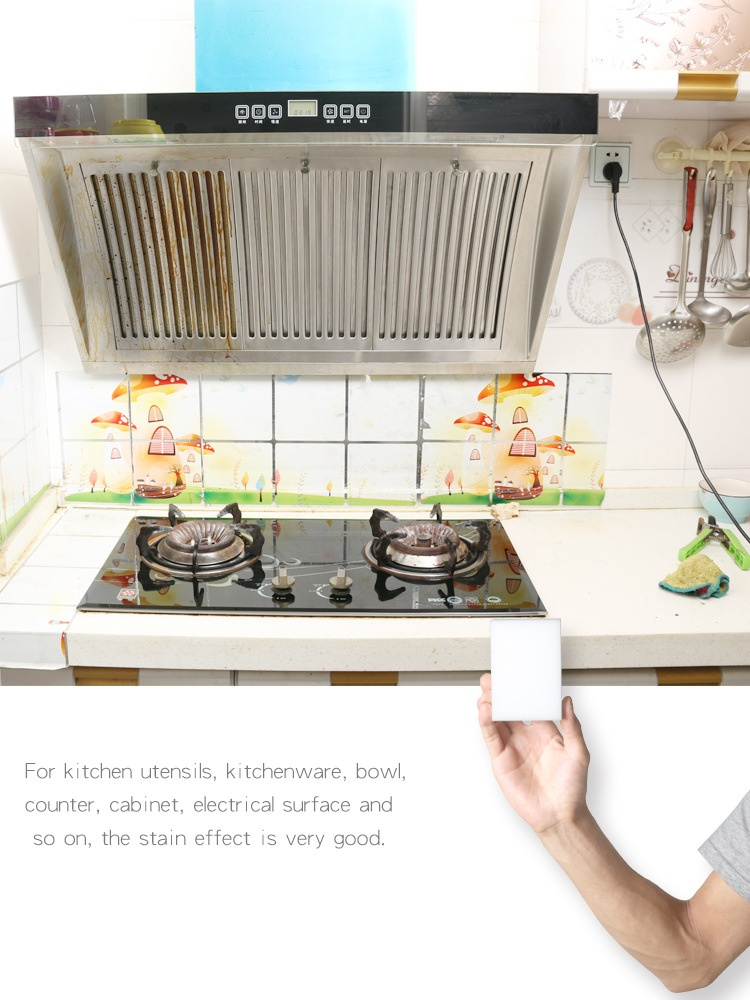 For kitchen utensils, kitchenware, bowl,
counter, cabinet, electrical surface and
so on, the stain effect is very good.